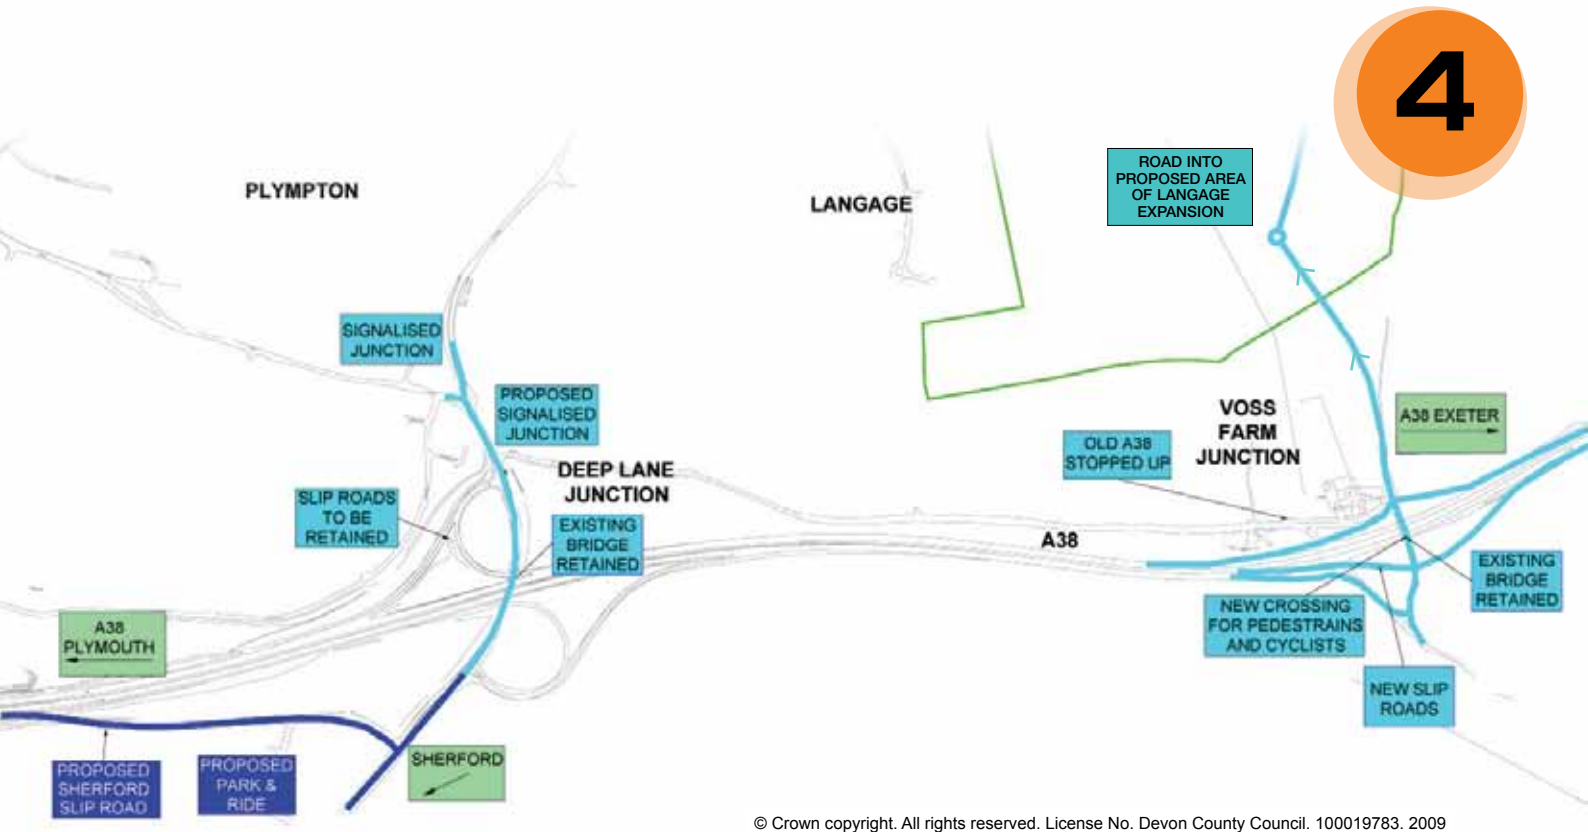 4
ROAD INTO
PROPOSED AREA
OF LANGAGE
EXPANSION
PLYMPTON
LANGAGE
SIGNALISED
JUNCTION
PROPOSED
SIGNALISED
JUNCTION
VOSS
FARM
JUNCTION
A38 EXETER
OLD A38
STOPPED UP
DEEP LANE
JUNCTION
SLIP ROADS
TO BE
RETAINED
EXISTING
BRIDGE
RETAINED
A38
EXISTING
BRIDGE
RETAINED
NEW CROSSING
FOR PEDESTRAINS
AND CYCLISTS
A38
PLYMOUTH
NEW SLIP
ROADS
SHERFORD
PROPOSED
SHERFORD
SLIP ROAD
PROPOSED
PARK &
RIDE
© Crown copyright. All rights reserved. License No. Devon County Council. 100019783. 2009